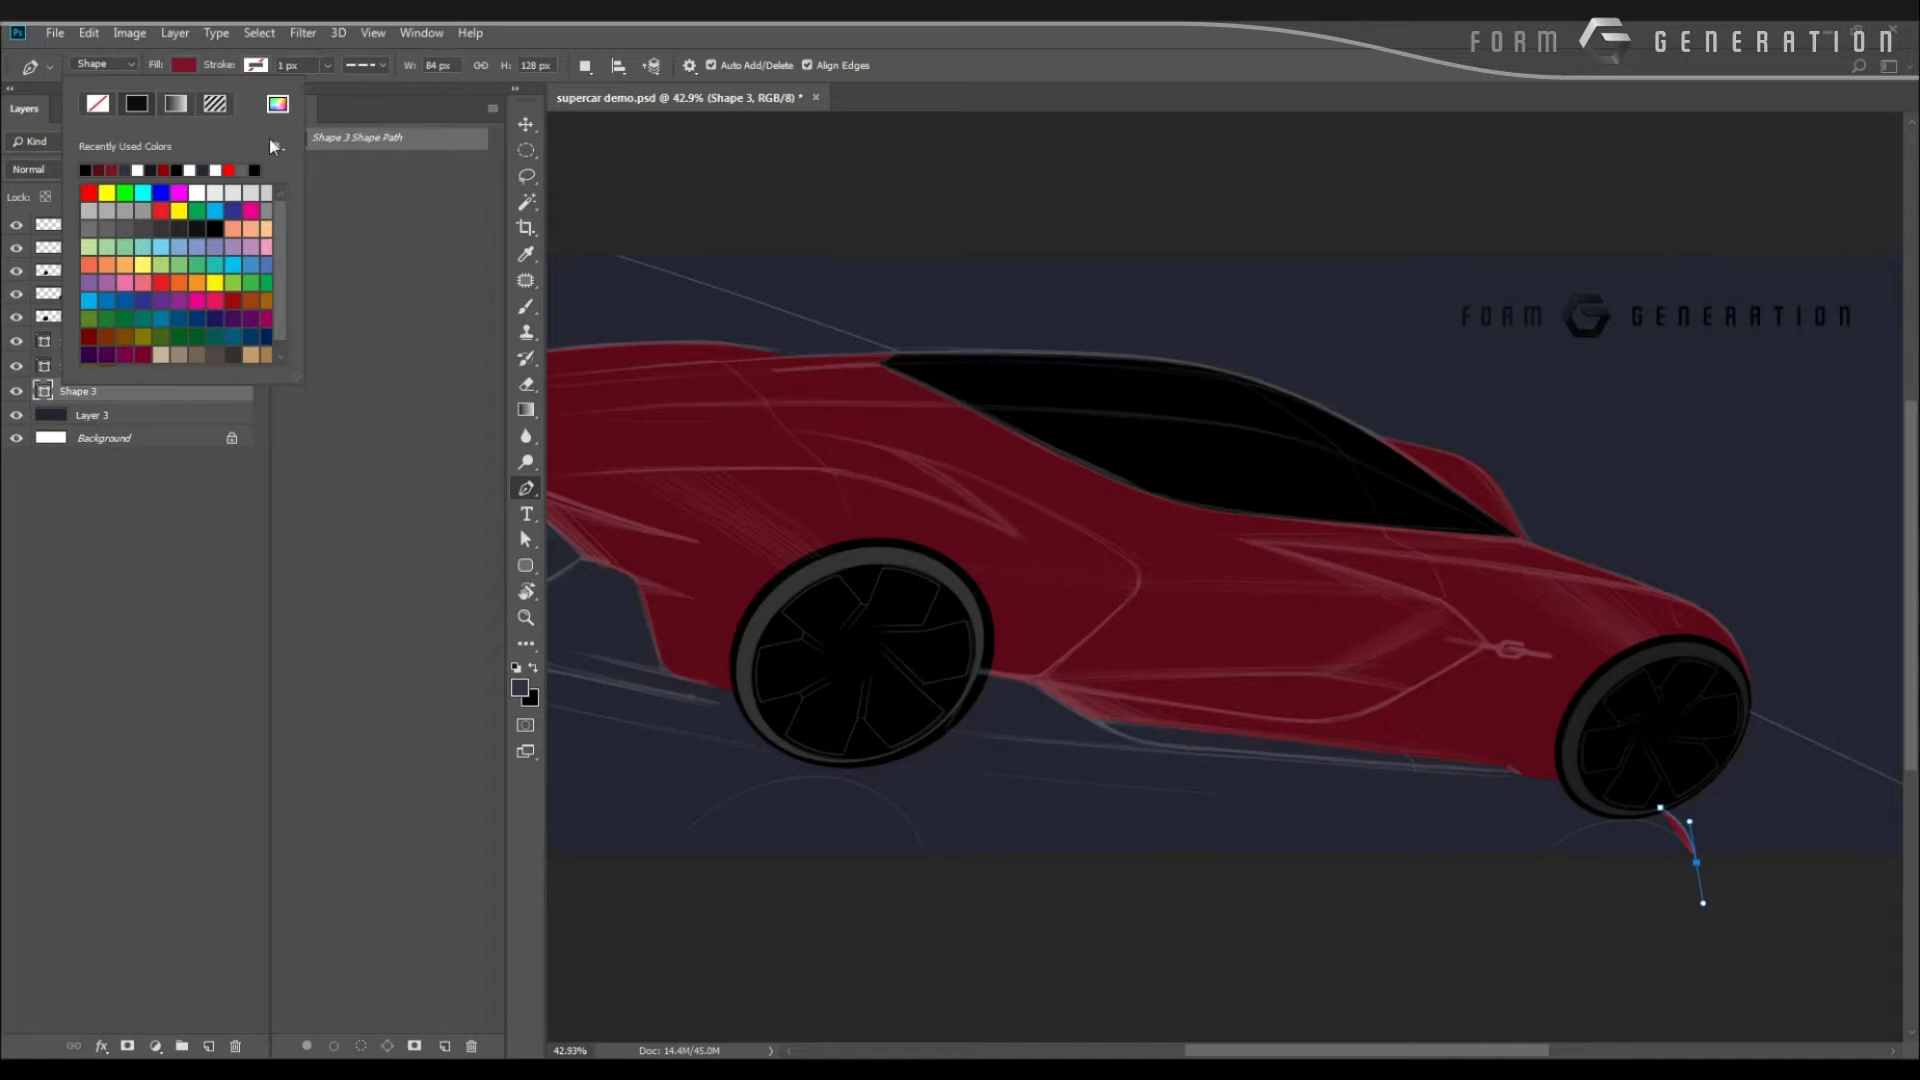 Ps File Edit Image Layer Type Select Filter 3D View Window Help
FORM GENERATION
Shape Fill: Stroke: 1 px W: 84 px H: 128 px Auto Add/Delete Align Edges
supercar demo.psd @ 42.9% (Shape 3, RGB/8) * ×
Layers
Kind
Shape 3 Shape Path
Recently Used Colors
Normal
Lock:
FORM GENERATION
Shape 3
Layer 3
Background
fx
42.93% Doc: 14.4M/45.0M